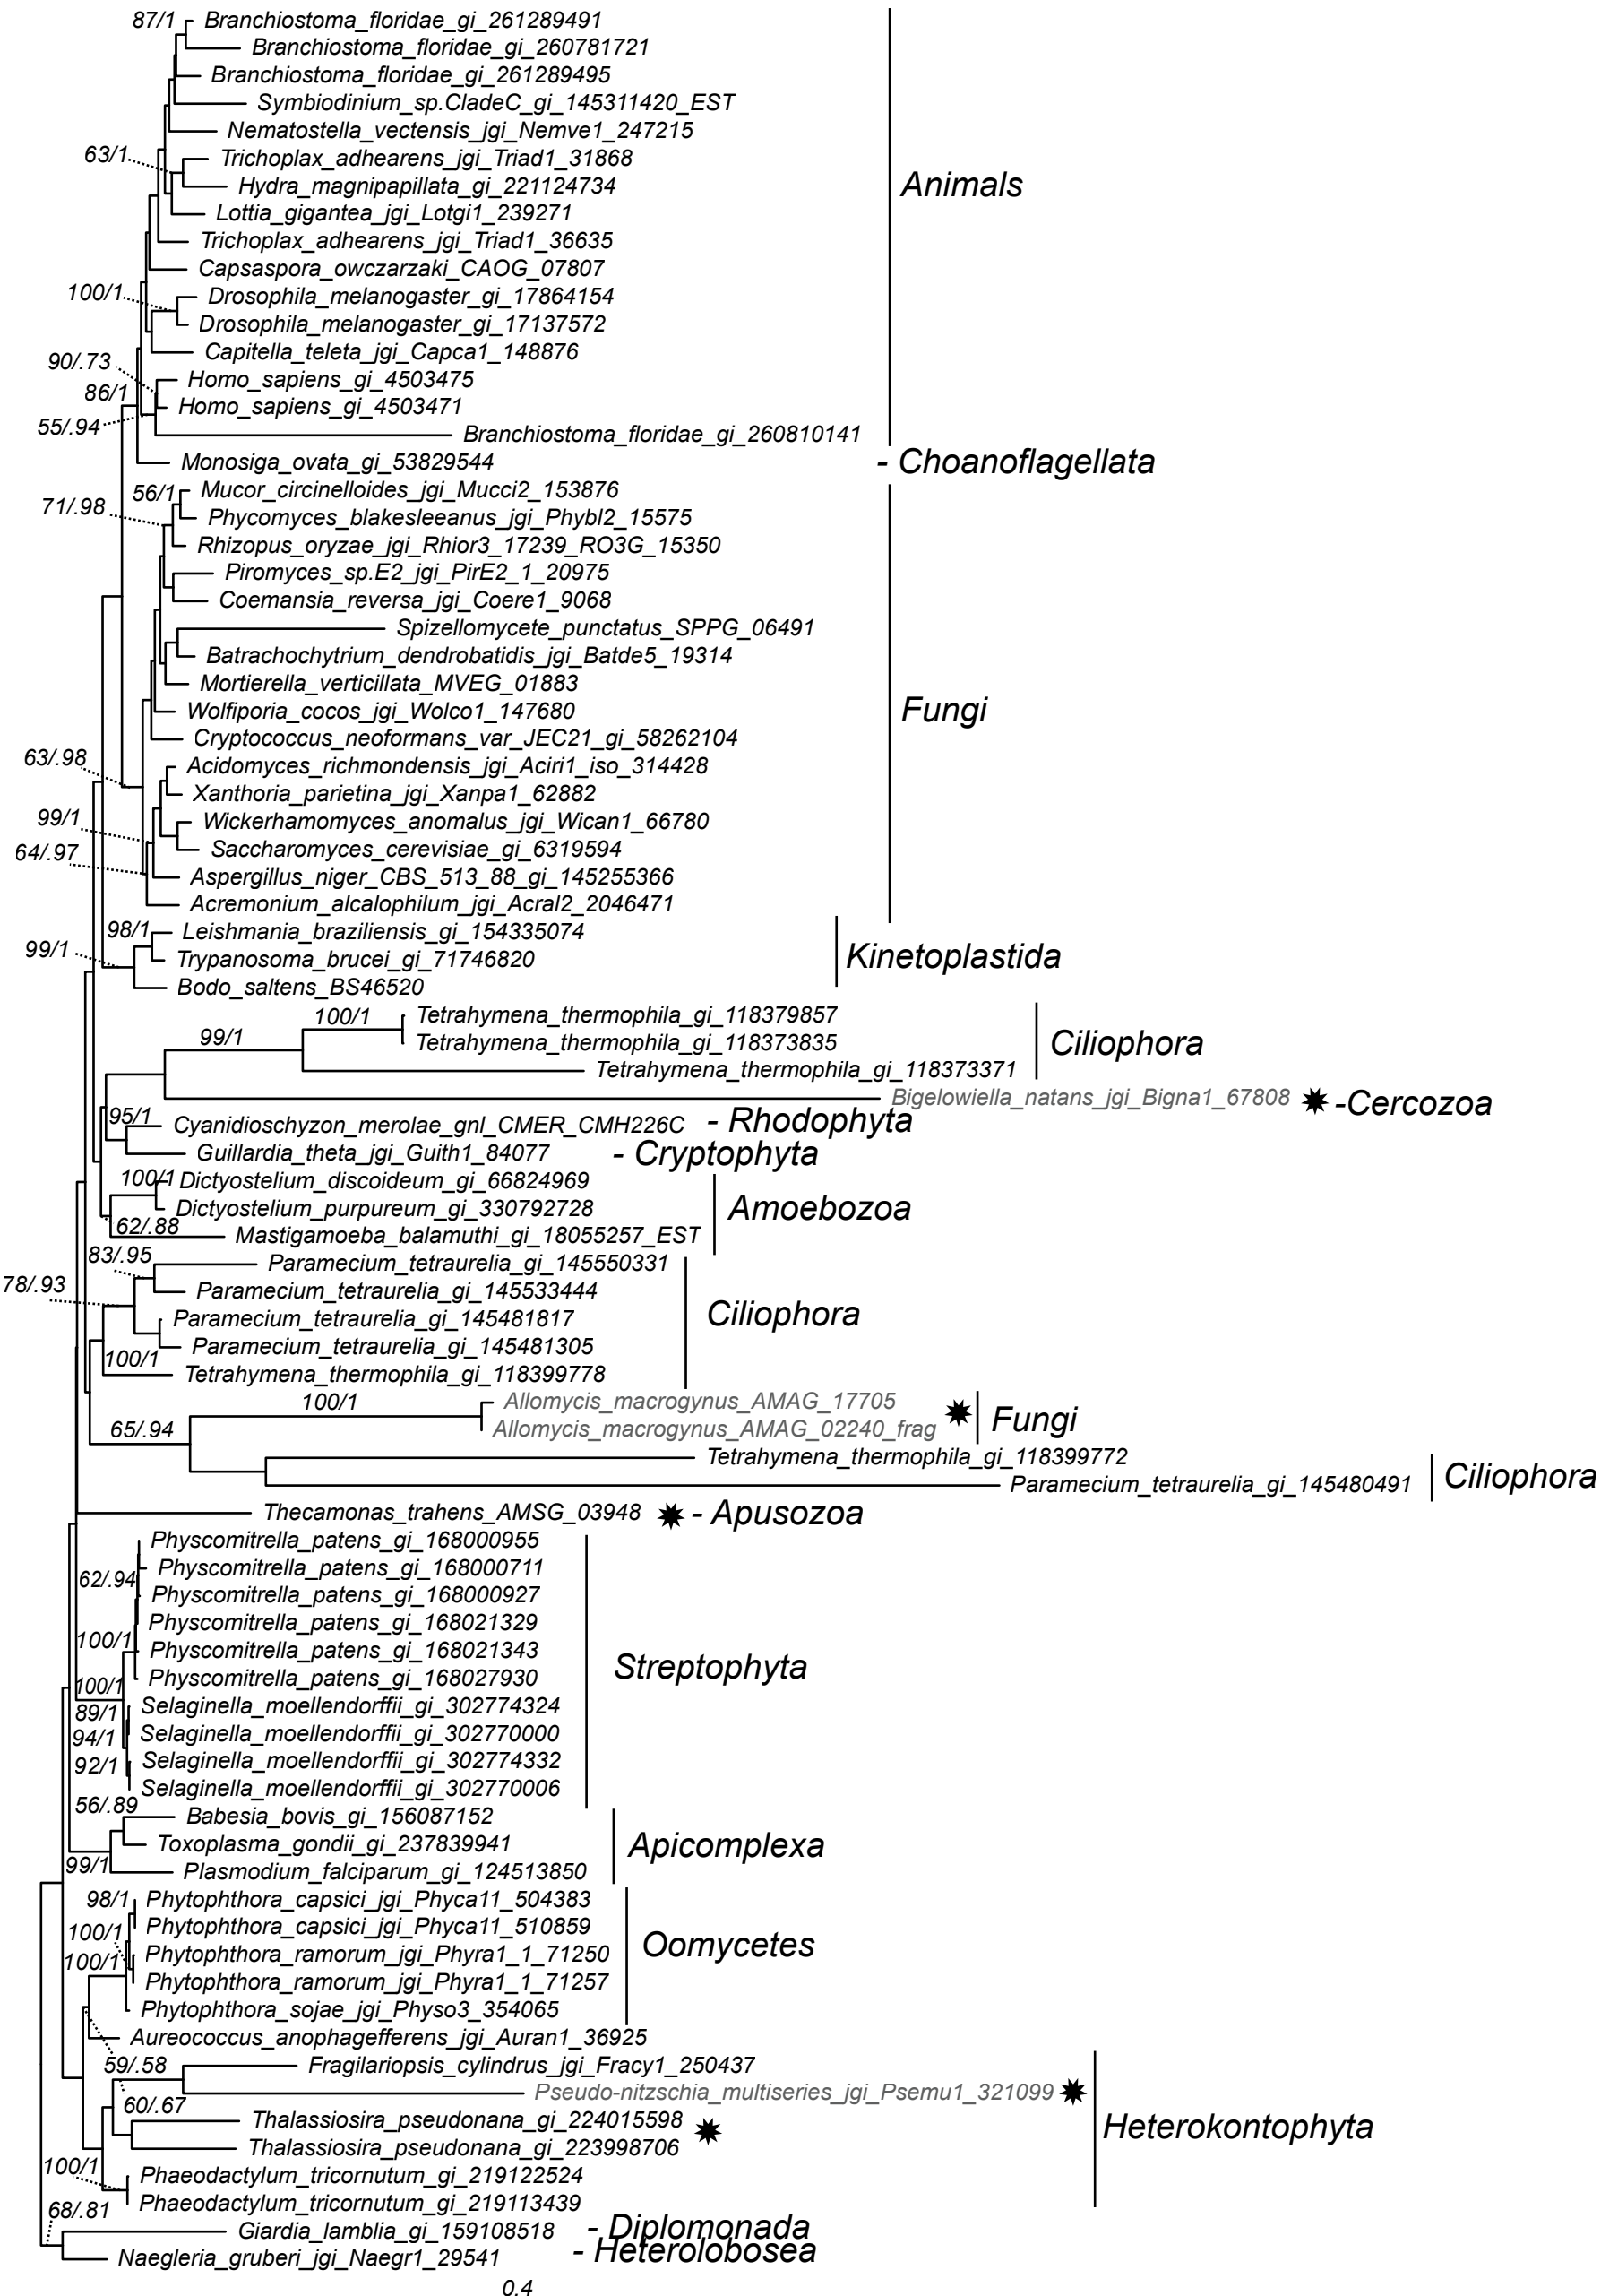 87/1 Branchiostoma_floridae_gi_261289491
Branchiostoma_floridae_gi_260781721
Branchiostoma_floridae_gi_261289495
Symbiodinium_sp.CladeC_gi_145311420_EST
Nematostella_vectensis_jgi_Nemve1_247215
63/1 Trichoplax_adhearens_jgi_Triad1_31868
Hydra_magnipapillata_gi_221124734 Animals
Lottia_gigantea_jgi_Lotgi1_239271
Trichoplax_adhearens_jgi_Triad1_36635
Capsaspora_owczarzaki_CAOG_07807
100/1 Drosophila_melanogaster_gi_17864154
Drosophila_melanogaster_gi_17137572
Capitella_teleta_jgi_Capca1_148876
90/.73 Homo_sapiens_gi_4503475
86/1 Homo_sapiens_gi_4503471
55/.94 Branchiostoma_floridae_gi_260810141
Monosiga_ovata_gi_53829544 - Choanoflagellata
56/1 Mucor_circinelloides_jgi_Mucci2_153876
71/.98 Phycomyces_blakesleeanus_jgi_Phybl2_15575
Rhizopus_oryzae_jgi_Rhior3_17239_RO3G_15350
Piromyces_sp.E2_jgi_PirE2_1_20975
Coemansia_reversa_jgi_Coere1_9068
Spizellomycete_punctatus_SPPG_06491
Batrachochytrium_dendrobatidis_jgi_Batde5_19314
Mortierella_verticillata_MVEG_01883
Wolfiporia_cocos_jgi_Wolco1_147680 Fungi
Cryptococcus_neoformans_var_JEC21_gi_58262104
63/.98 Acidomyces_richmondensis_jgi_Aciri1_iso_314428
Xanthoria_parietina_jgi_Xanpa1_62882
99/1 Wickerhamomyces_anomalus_jgi_Wican1_66780
64/.97 Saccharomyces_cerevisiae_gi_6319594
Aspergillus_niger_CBS_513_88_gi_145255366
Acremonium_alcalophilum_jgi_Acral2_2046471
98/1 Leishmania_braziliensis_gi_154335074
99/1 Trypanosoma_brucei_gi_71746820 Kinetoplastida
Bodo_saltens_BS46520
100/1 Tetrahymena_thermophila_gi_118379857
99/1 Tetrahymena_thermophila_gi_118373835 Ciliophora
Tetrahymena_thermophila_gi_118373371
Bigelowiella_natans_jgi_Bigna1_67808 -Cercozoa
95/1 Cyanidioschyzon_merolae_gnl_CMER_CMH226C - Rhodophyta
Guillardia_theta_jgi_Guith1_84077 - Cryptophyta
100/1 Dictyostelium_discoideum_gi_66824969
Dictyostelium_purpureum_gi_330792728 Amoebozoa
62/.88 Mastigamoeba_balamuthi_gi_18055257_EST
83/.95 Paramecium_tetraurelia_gi_145550331
78/.93 Paramecium_tetraurelia_gi_145533444
Paramecium_tetraurelia_gi_145481817 Ciliophora
Paramecium_tetraurelia_gi_145481305
100/1 Tetrahymena_thermophila_gi_118399778
100/1 Allomycis_macrogynus_AMAG_17705
65/.94 Allomycis_macrogynus_AMAG_02240_frag Fungi
Tetrahymena_thermophila_gi_118399772
Paramecium_tetraurelia_gi_145480491 Ciliophora
Thecamonas_trahens_AMSG_03948 - Apusozoa
Physcomitrella_patens_gi_168000955
62/.94 Physcomitrella_patens_gi_168000711
Physcomitrella_patens_gi_168000927
Physcomitrella_patens_gi_168021329
100/1 Physcomitrella_patens_gi_168021343
Physcomitrella_patens_gi_168027930 Streptophyta
100/1
89/1 Selaginella_moellendorffii_gi_302774324
94/1 Selaginella_moellendorffii_gi_302770000
92/1 Selaginella_moellendorffii_gi_302774332
Selaginella_moellendorffii_gi_302770006
56/.89 Babesia_bovis_gi_156087152
Toxoplasma_gondii_gi_237839941 Apicomplexa
99/1 Plasmodium_falciparum_gi_124513850
98/1 Phytophthora_capsici_jgi_Phyca11_504383
100/1 Phytophthora_capsici_jgi_Phyca11_510859
100/1 Phytophthora_ramorum_jgi_Phyra1_1_71250 Oomycetes
Phytophthora_ramorum_jgi_Phyra1_1_71257
Phytophthora_sojae_jgi_Physo3_354065
Aureococcus_anophagefferens_jgi_Auran1_36925
59/.58 Fragilariopsis_cylindrus_jgi_Fracy1_250437
Pseudo-nitzschia_multiseries_jgi_Psemu1_321099
60/.67 Thalassiosira_pseudonana_gi_224015598 Heterokontophyta
Thalassiosira_pseudonana_gi_223998706
100/1 Phaeodactylum_tricornutum_gi_219122524
Phaeodactylum_tricornutum_gi_219113439
68/.81 Giardia_lamblia_gi_159108518 - Diplomonada
Naegleria_gruberi_jgi_Naegr1_29541 - Heterolobosea
0.4